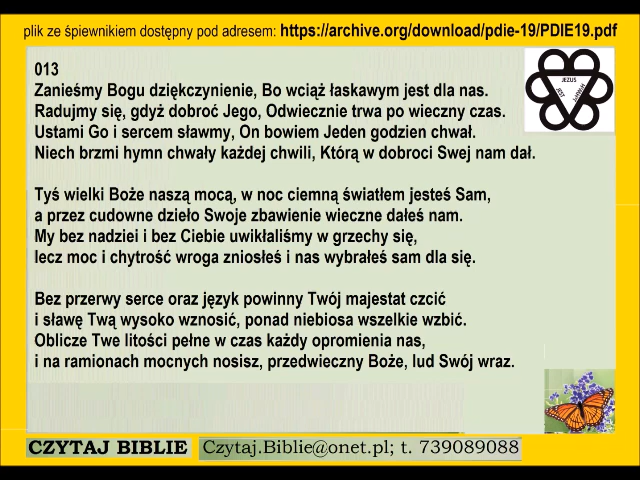 plik ze śpiewnikiem dostępny pod adresem: https://archive.org/download/pdie-19/PDIE19.pdf
013
Zanieśmy Bogu dziękczynienie, Bo wciąż łaskawym jest dla nas.
Radujmy się, gdyż dobroć Jego, Odwiecznie trwa po wieczny czas.
Ustami Go i sercem sławmy, On bowiem Jeden godzien chwał.
Niech brzmi hymn chwały każdej chwili, Którą w dobroci Swej nam dał.
Tyś wielki Boże naszą mocą, w noc ciemną światłem jesteś Sam,
a przez cudowne dzieło Swoje zbawienie wieczne dałeś nam.
My bez nadziei i bez Ciebie uwikłaliśmy w grzechy się,
lecz moc i chytrość wroga zniosłeś i nas wybrałeś sam dla się.
Bez przerwy serce oraz język powinny Twój majestat czcić
i sławę Twą wysoko wznosić, ponad niebiosa wszelkie wzbić.
Oblicze Twe litości pełne w czas każdy opromienia nas,
i na ramionach mocnych nosisz, przedwieczny Boże, lud Swój wraz.
JEZUS
JEST
CZYTAJ BIBLIE Czytaj.Biblie@onet.pl; t. 739089088